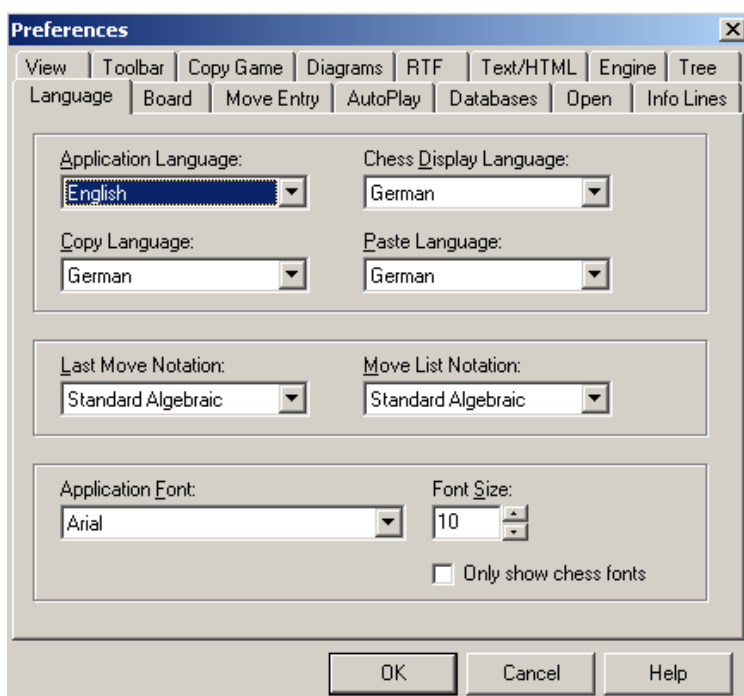 Preferences
View Toolbar Copy Game Diagrams RTF Text/HTML Engine Tree
Language Board Move Entry AutoPlay Databases Open Info Lines
Application Language: Chess Display Language:
English German
Copy Language: Paste Language:
German German
Last Move Notation: Move List Notation:
Standard Algebraic Standard Algebraic
Application Font: Font Size:
Arial 10
Only show chess fonts
OK Cancel Help